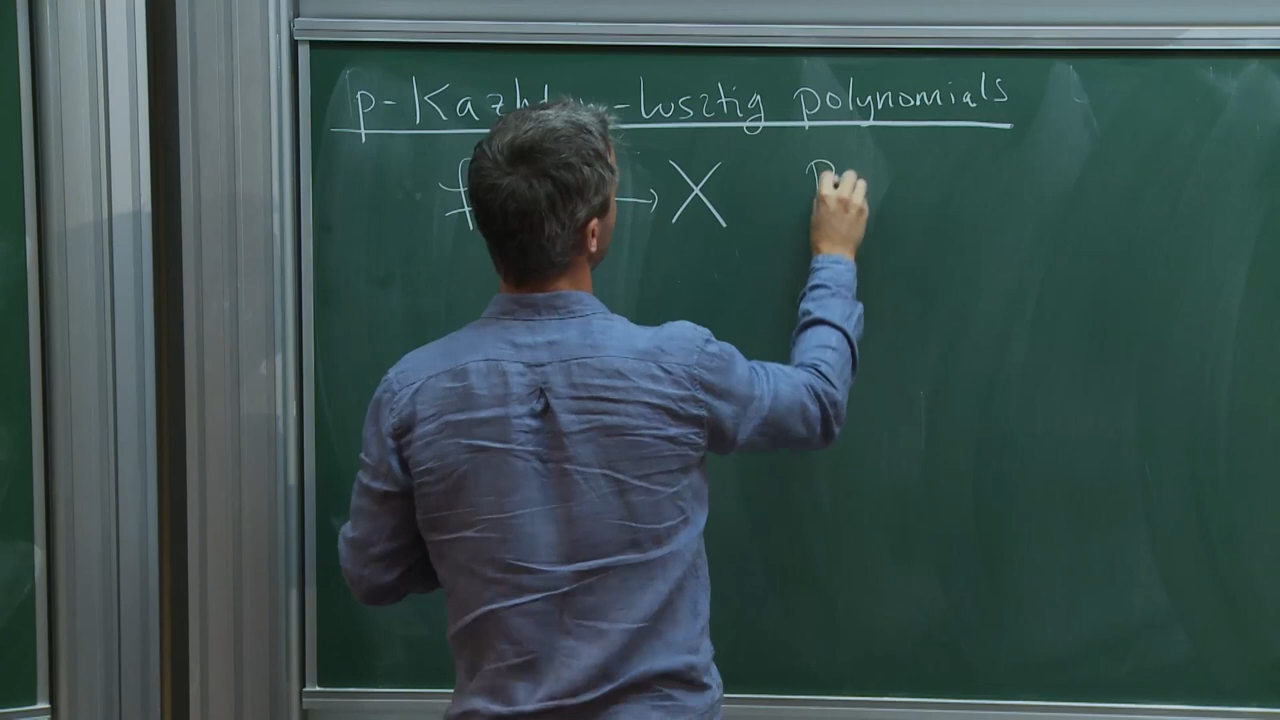 p-Kazh -Lusztig polynomials
f → X